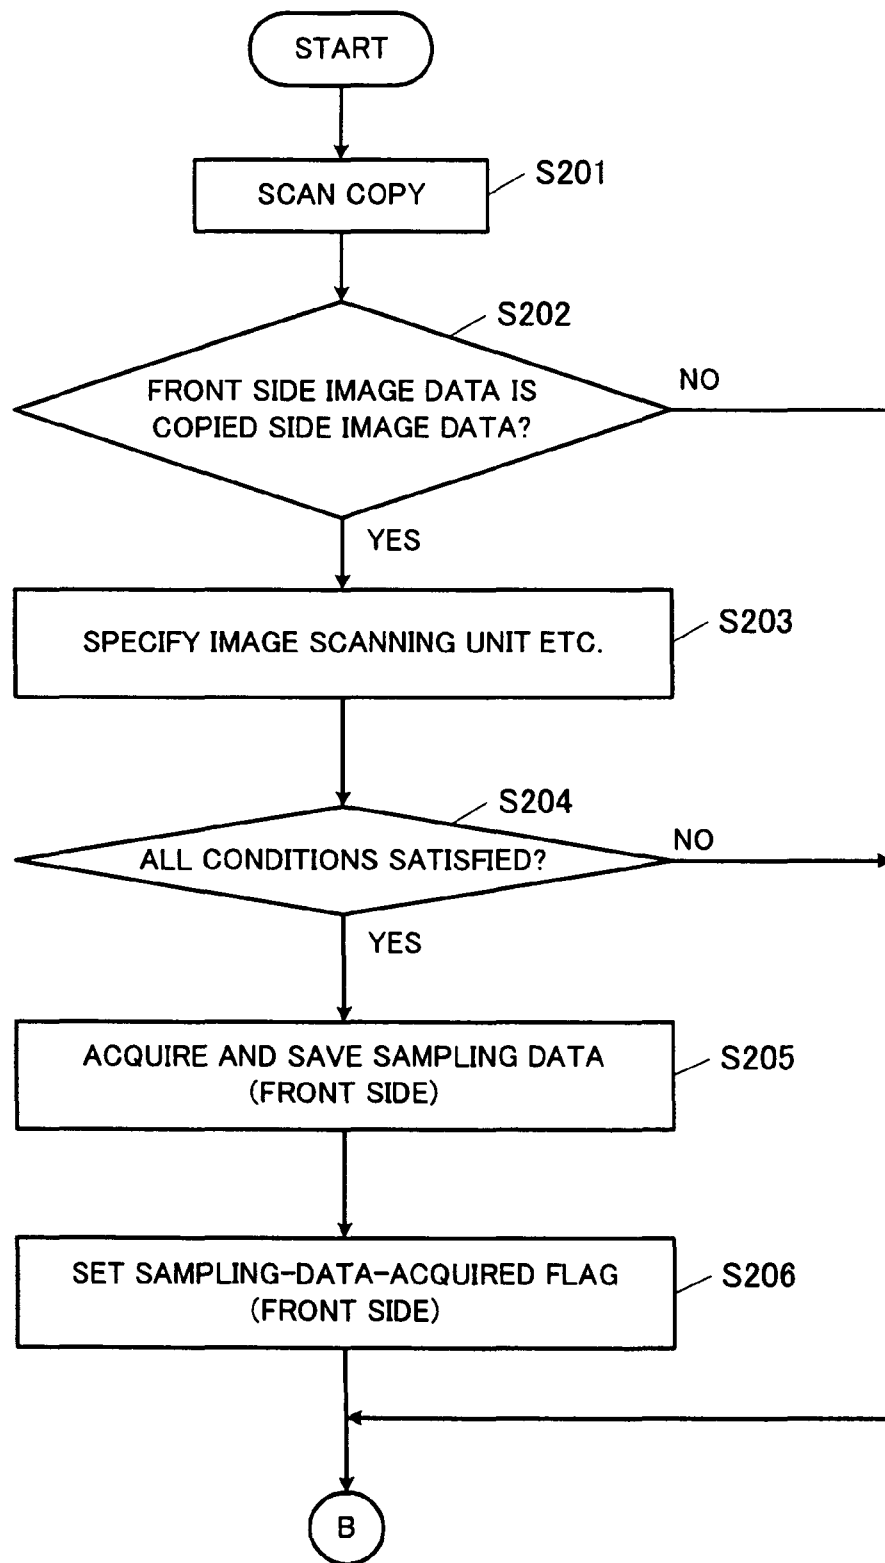 START
SCAN COPY
S201
S202
FRONT SIDE IMAGE DATA IS
COPIED SIDE IMAGE DATA?
NO
YES
SPECIFY IMAGE SCANNING UNIT ETC.
S203
S204
ALL CONDITIONS SATISFIED?
NO
YES
ACQUIRE AND SAVE SAMPLING DATA
(FRONT SIDE)
S205
SET SAMPLING-DATA-ACQUIRED FLAG
(FRONT SIDE)
S206
B